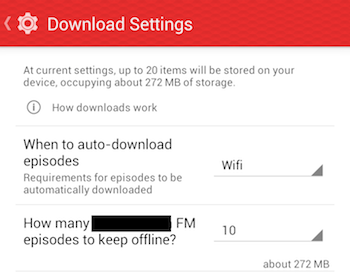 Download Settings
At current settings, up to 20 items will be stored on your
device, occupying about 272 MB of storage.
How downloads work
When to auto-download
episodes
Wifi
Requirements for episodes to be
automatically downloaded
How many FM
episodes to keep offline?
10
about 272 MB